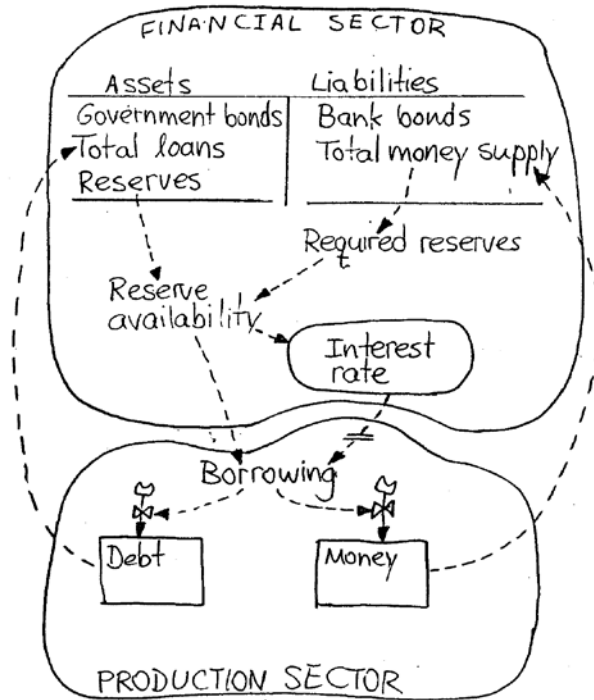 FINANCIAL SECTOR
Assets
Liabilities
Government bonds
Total loans
Reserves
Bank bonds
Total money supply
Required reserves
Reserve
availability
Interest
rate
Borrowing
Debt
Money
PRODUCTION SECTOR